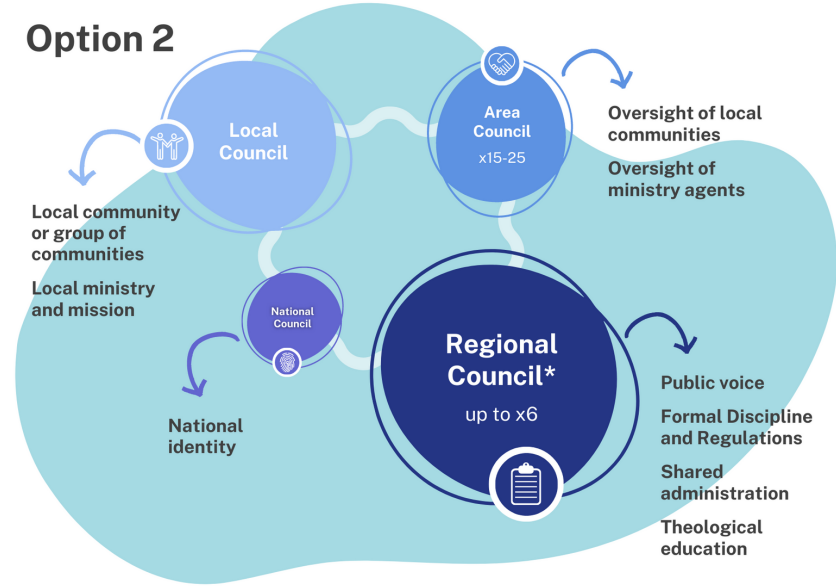 Option 2
Local
Council
Local community
or group of
communities
Local ministry
and mission
Area
Council
x15-25
Oversight of local
communities
Oversight of
ministry agents
National
Council
National
identity
Regional
Council*
up to x6
Public voice
Formal Discipline
and Regulations
Shared
administration
Theological
education